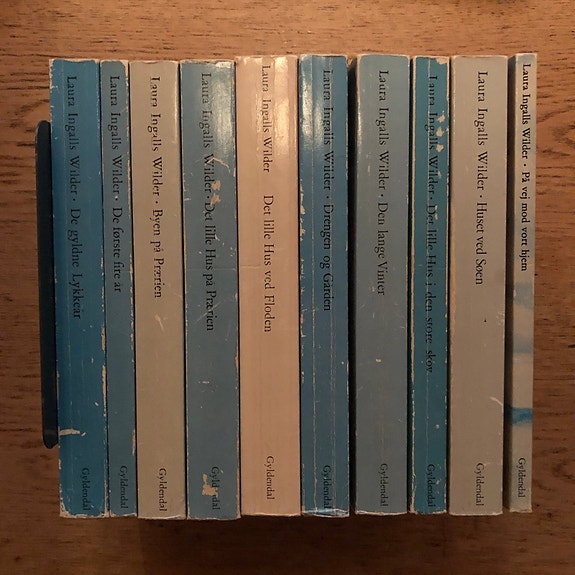 Laura Ingalls Wilder · De gyldne Lykkeår Gyldendal
Laura Ingalls Wilder · De første fire år Gyldendal
Laura Ingalls Wilder · Byen på Prærien Gyldendal
Laura Ingalls Wilder · Det lille Hus på Prærien Gyldendal
Laura Ingalls Wilder Det lille Hus ved Floden Gyldendal
Laura Ingalls Wilder · Drengen og Gården Gyldendal
Laura Ingalls Wilder · Den lange Vinter Gyldendal
Laura Ingalls Wilder · Det lille Hus i den store skov Gyldendal
Laura Ingalls Wilder · Huset ved Søen Gyldendal
Laura Ingalls Wilder · På vej mod vort hjem Gyldendal